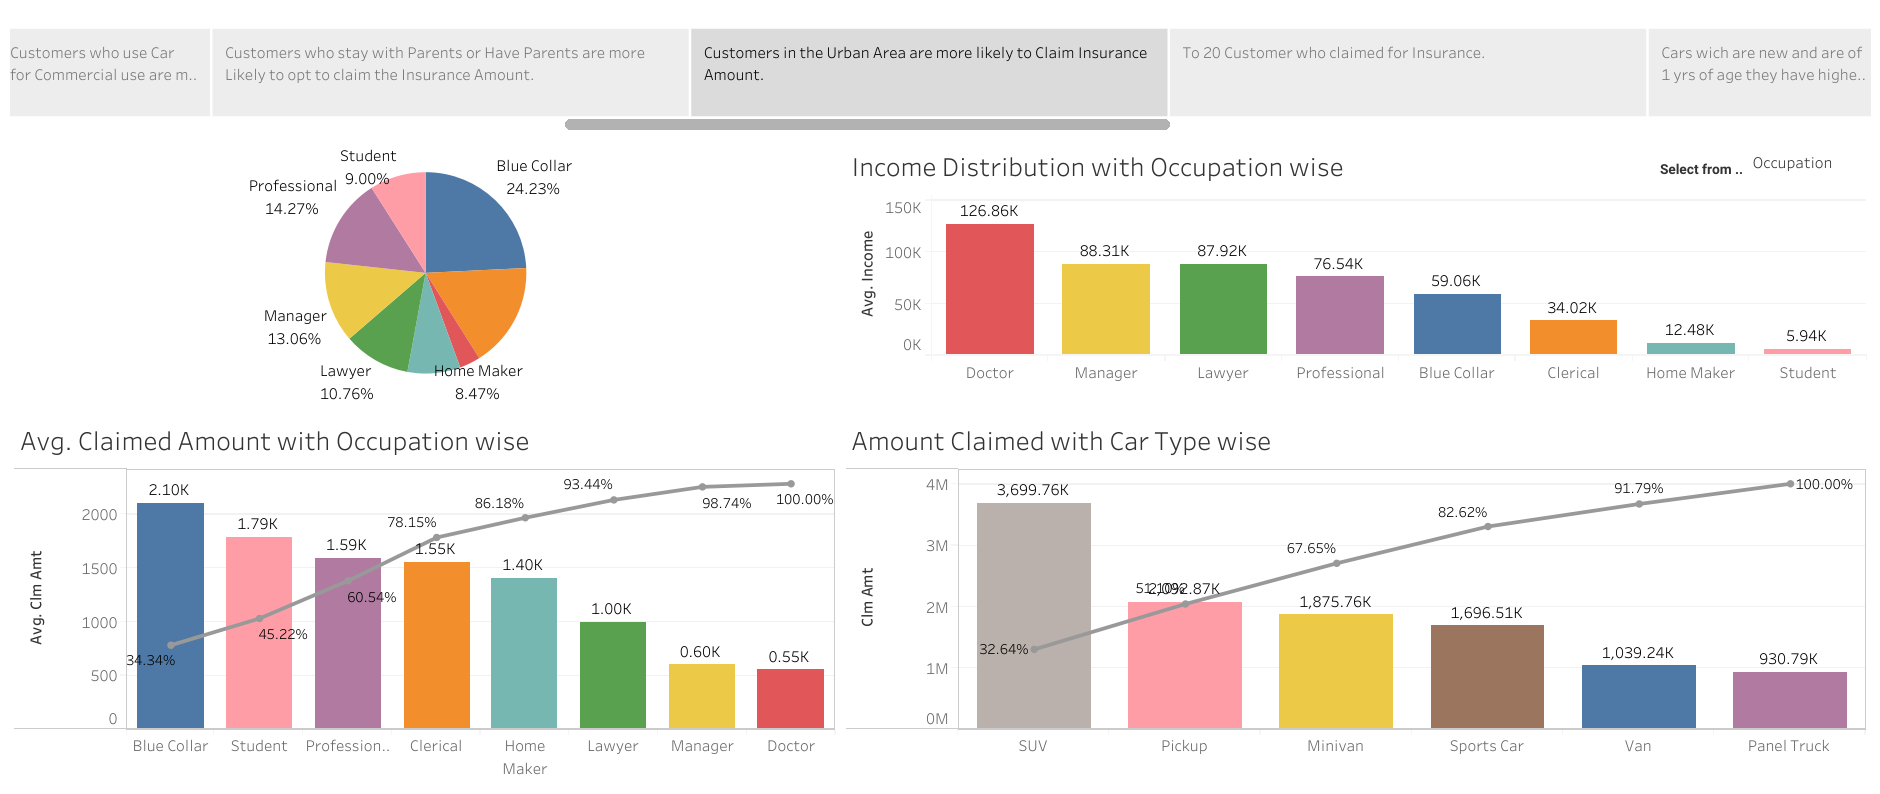 Customers who use Car
for Commercial use are m..
Customers who stay with Parents or Have Parents are more
Likely to opt to claim the Insurance Amount.
Customers in the Urban Area are more likely to Claim Insurance
Amount.
To 20 Customer who claimed for Insurance.
Cars wich are new and are of
1 yrs of age they have highe..
Student
9.00%
Blue Collar
24.23%
Professional
14.27%
Manager
13.06%
Lawyer
10.76%
Home Maker
8.47%
Income Distribution with Occupation wise
Select from ..
Occupation
Avg. Income
150K
100K
50K
0K
126.86K
88.31K
87.92K
76.54K
59.06K
34.02K
12.48K
5.94K
Doctor
Manager
Lawyer
Professional
Blue Collar
Clerical
Home Maker
Student
Avg. Claimed Amount with Occupation wise
Avg. Clm Amt
2000
1500
1000
500
0
2.10K
1.79K
1.59K
1.55K
1.40K
1.00K
0.60K
0.55K
34.34%
45.22%
60.54%
78.15%
86.18%
93.44%
98.74%
100.00%
Blue Collar
Student
Profession..
Clerical
Home
Maker
Lawyer
Manager
Doctor
Amount Claimed with Car Type wise
Clm Amt
4M
3M
2M
1M
0M
3,699.76K
2,092.87K
1,875.76K
1,696.51K
1,039.24K
930.79K
32.64%
51.10%
67.65%
82.62%
91.79%
100.00%
SUV
Pickup
Minivan
Sports Car
Van
Panel Truck